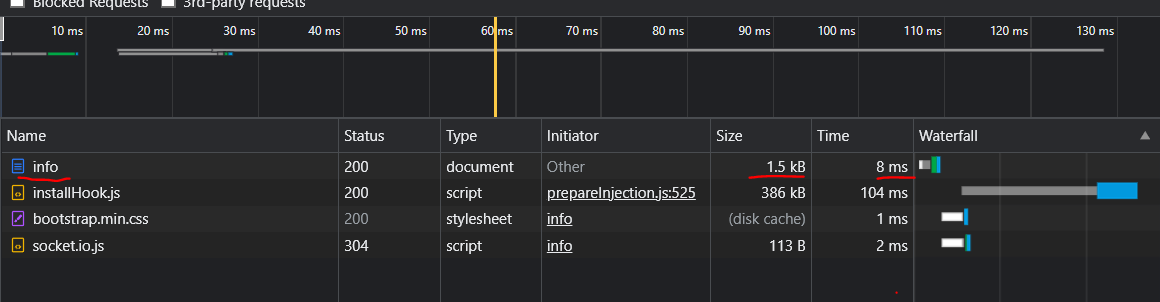 Blocked Requests 3rd-party requests
10 ms 20 ms 30 ms 40 ms 50 ms 60 ms 70 ms 80 ms 90 ms 100 ms 110 ms 120 ms 130 ms
Name Status Type Initiator Size Time Waterfall
info 200 document Other 1.5 kB 8 ms
installHook.js 200 script prepareInjection.js:525 386 kB 104 ms
bootstrap.min.css 200 stylesheet info (disk cache) 1 ms
socket.io.js 304 script info 113 B 2 ms